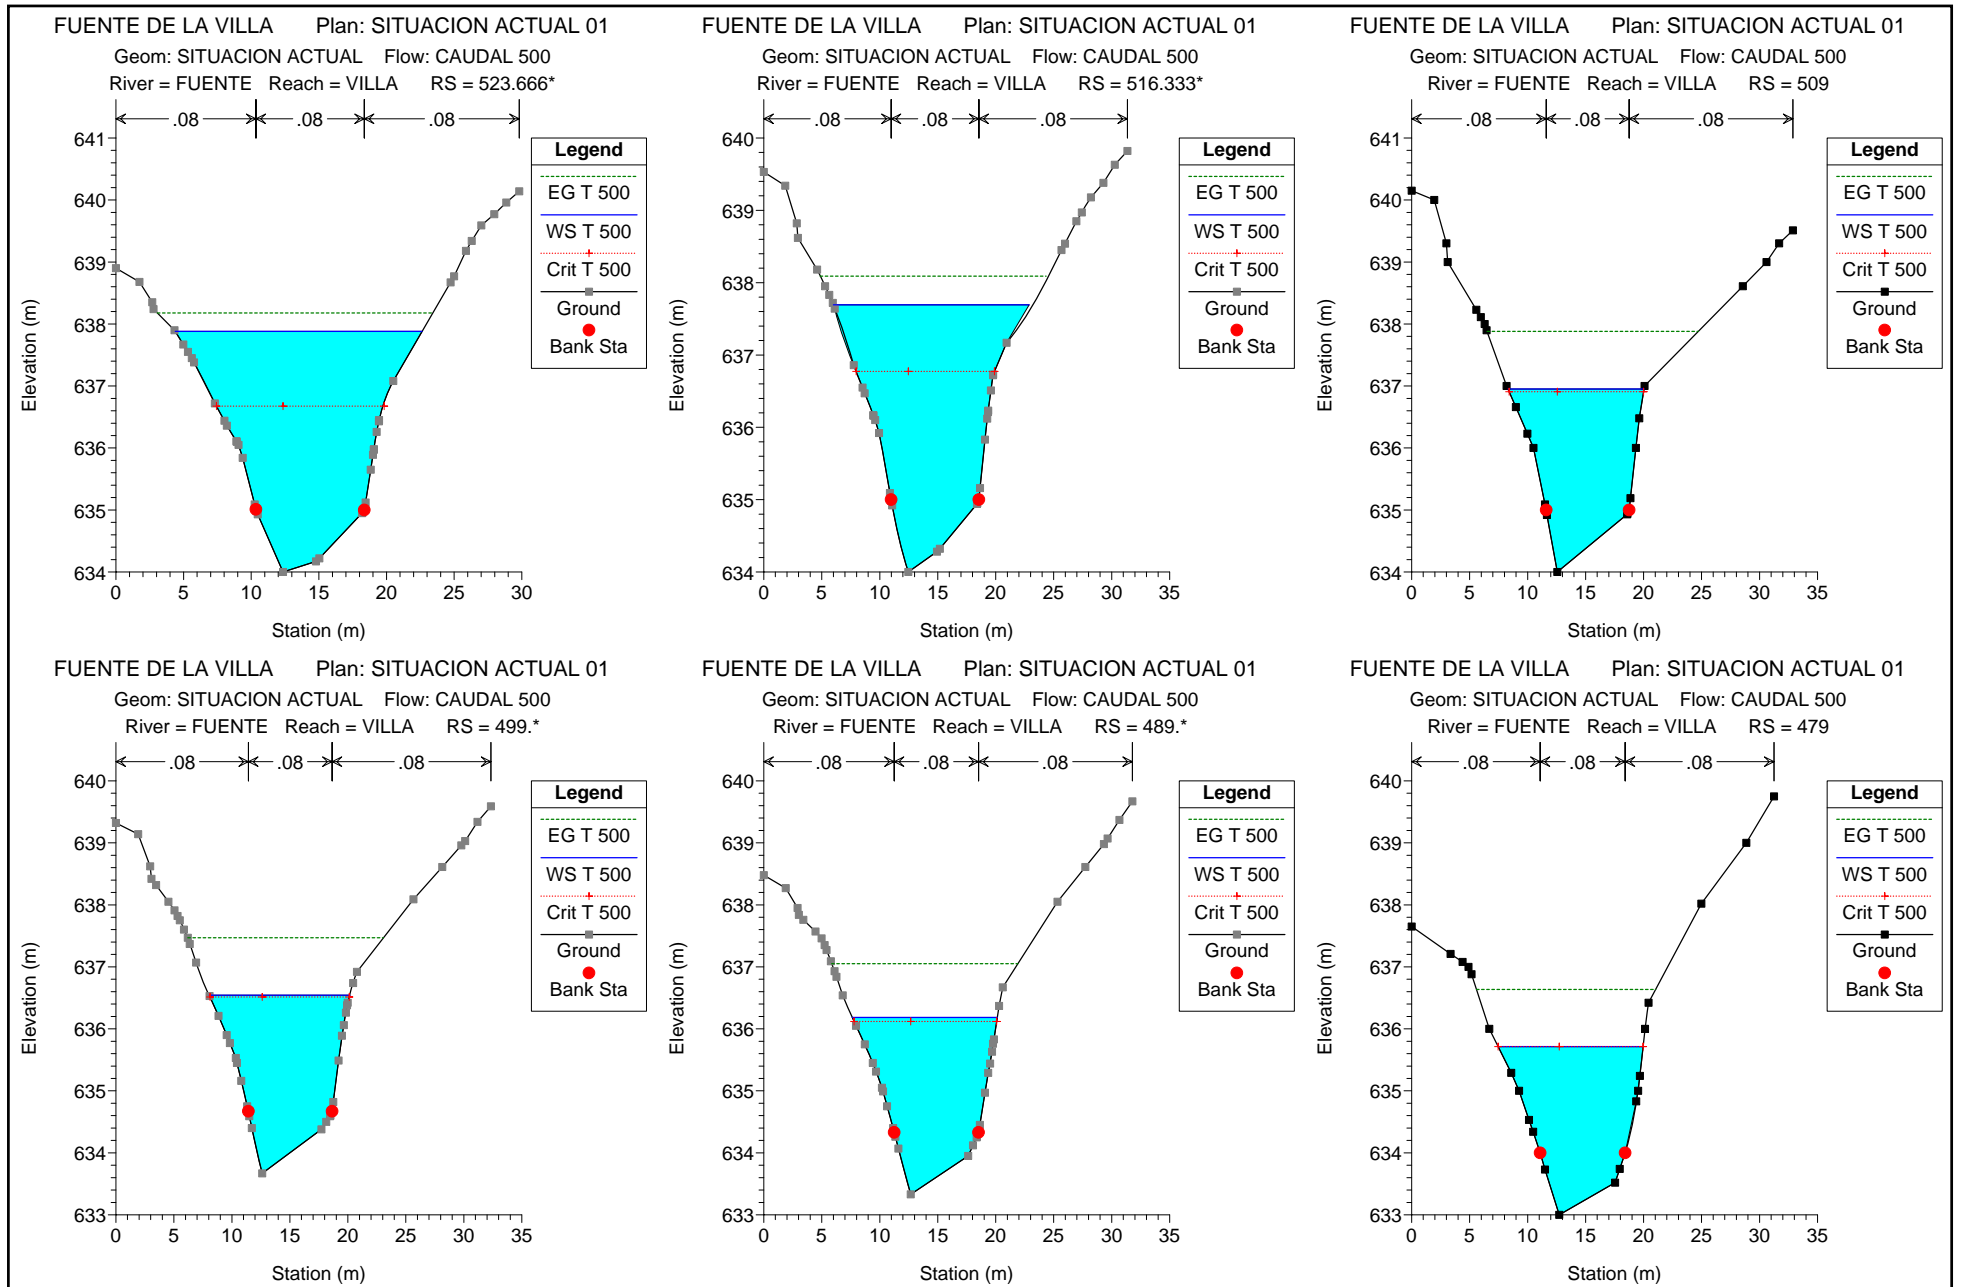 FUENTE DE LA VILLA Plan: SITUACION ACTUAL 01
Geom: SITUACION ACTUAL Flow: CAUDAL 500
River = FUENTE Reach = VILLA RS = 523.666*
.08 .08 .08
641
640
639
638
637
636
635
634
0 5 10 15 20 25 30
Station (m)
Elevation (m)
Legend
EG T 500
WS T 500
Crit T 500
Ground
Bank Sta
FUENTE DE LA VILLA Plan: SITUACION ACTUAL 01
Geom: SITUACION ACTUAL Flow: CAUDAL 500
River = FUENTE Reach = VILLA RS = 516.333*
.08 .08 .08
640
639
638
637
636
635
634
0 5 10 15 20 25 30 35
Station (m)
Elevation (m)
Legend
EG T 500
WS T 500
Crit T 500
Ground
Bank Sta
FUENTE DE LA VILLA Plan: SITUACION ACTUAL 01
Geom: SITUACION ACTUAL Flow: CAUDAL 500
River = FUENTE Reach = VILLA RS = 509
.08 .08 .08
641
640
639
638
637
636
635
634
0 5 10 15 20 25 30 35
Station (m)
Elevation (m)
Legend
EG T 500
WS T 500
Crit T 500
Ground
Bank Sta
FUENTE DE LA VILLA Plan: SITUACION ACTUAL 01
Geom: SITUACION ACTUAL Flow: CAUDAL 500
River = FUENTE Reach = VILLA RS = 499.*
.08 .08 .08
640
639
638
637
636
635
634
633
0 5 10 15 20 25 30 35
Station (m)
Elevation (m)
Legend
EG T 500
WS T 500
Crit T 500
Ground
Bank Sta
FUENTE DE LA VILLA Plan: SITUACION ACTUAL 01
Geom: SITUACION ACTUAL Flow: CAUDAL 500
River = FUENTE Reach = VILLA RS = 489.*
.08 .08 .08
640
639
638
637
636
635
634
633
0 5 10 15 20 25 30 35
Station (m)
Elevation (m)
Legend
EG T 500
WS T 500
Crit T 500
Ground
Bank Sta
FUENTE DE LA VILLA Plan: SITUACION ACTUAL 01
Geom: SITUACION ACTUAL Flow: CAUDAL 500
River = FUENTE Reach = VILLA RS = 479
.08 .08 .08
640
639
638
637
636
635
634
633
0 5 10 15 20 25 30 35
Station (m)
Elevation (m)
Legend
EG T 500
WS T 500
Crit T 500
Ground
Bank Sta